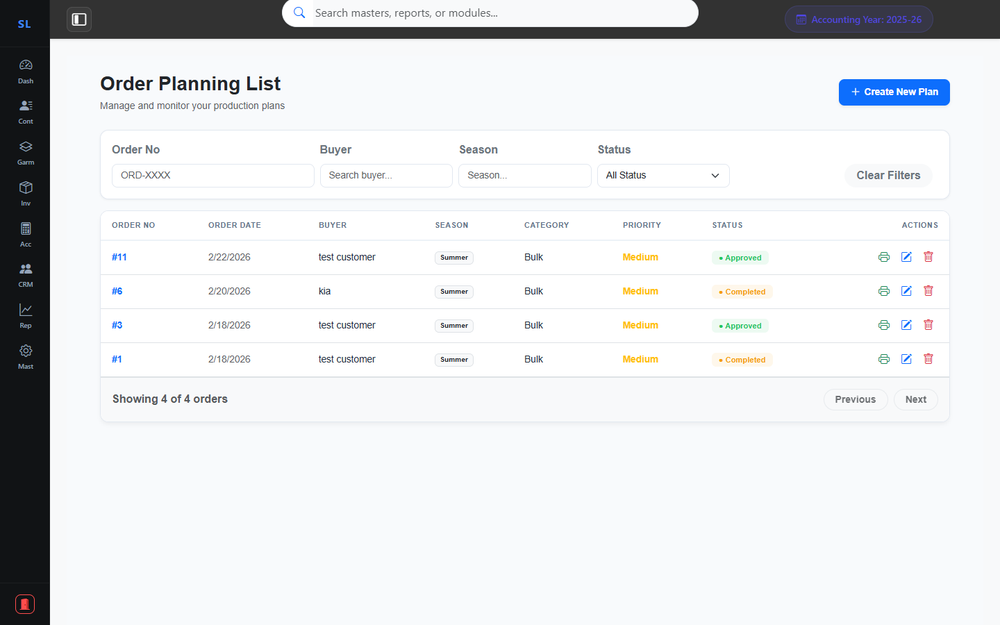 SL
Search masters, reports, or modules...
Accounting Year: 2025-26
Dash
Cont
Garm
Inv
Acc
CRM
Rep
Mast
Order Planning List
Manage and monitor your production plans
+ Create New Plan
Order No Buyer Season Status
ORD-XXXX Search buyer... Season... All Status Clear Filters
ORDER NO ORDER DATE BUYER SEASON CATEGORY PRIORITY STATUS ACTIONS
#11 2/22/2026 test customer Summer Bulk Medium ● Approved
#6 2/20/2026 kia Summer Bulk Medium ● Completed
#3 2/18/2026 test customer Summer Bulk Medium ● Approved
#1 2/18/2026 test customer Summer Bulk Medium ● Completed
Showing 4 of 4 orders Previous Next